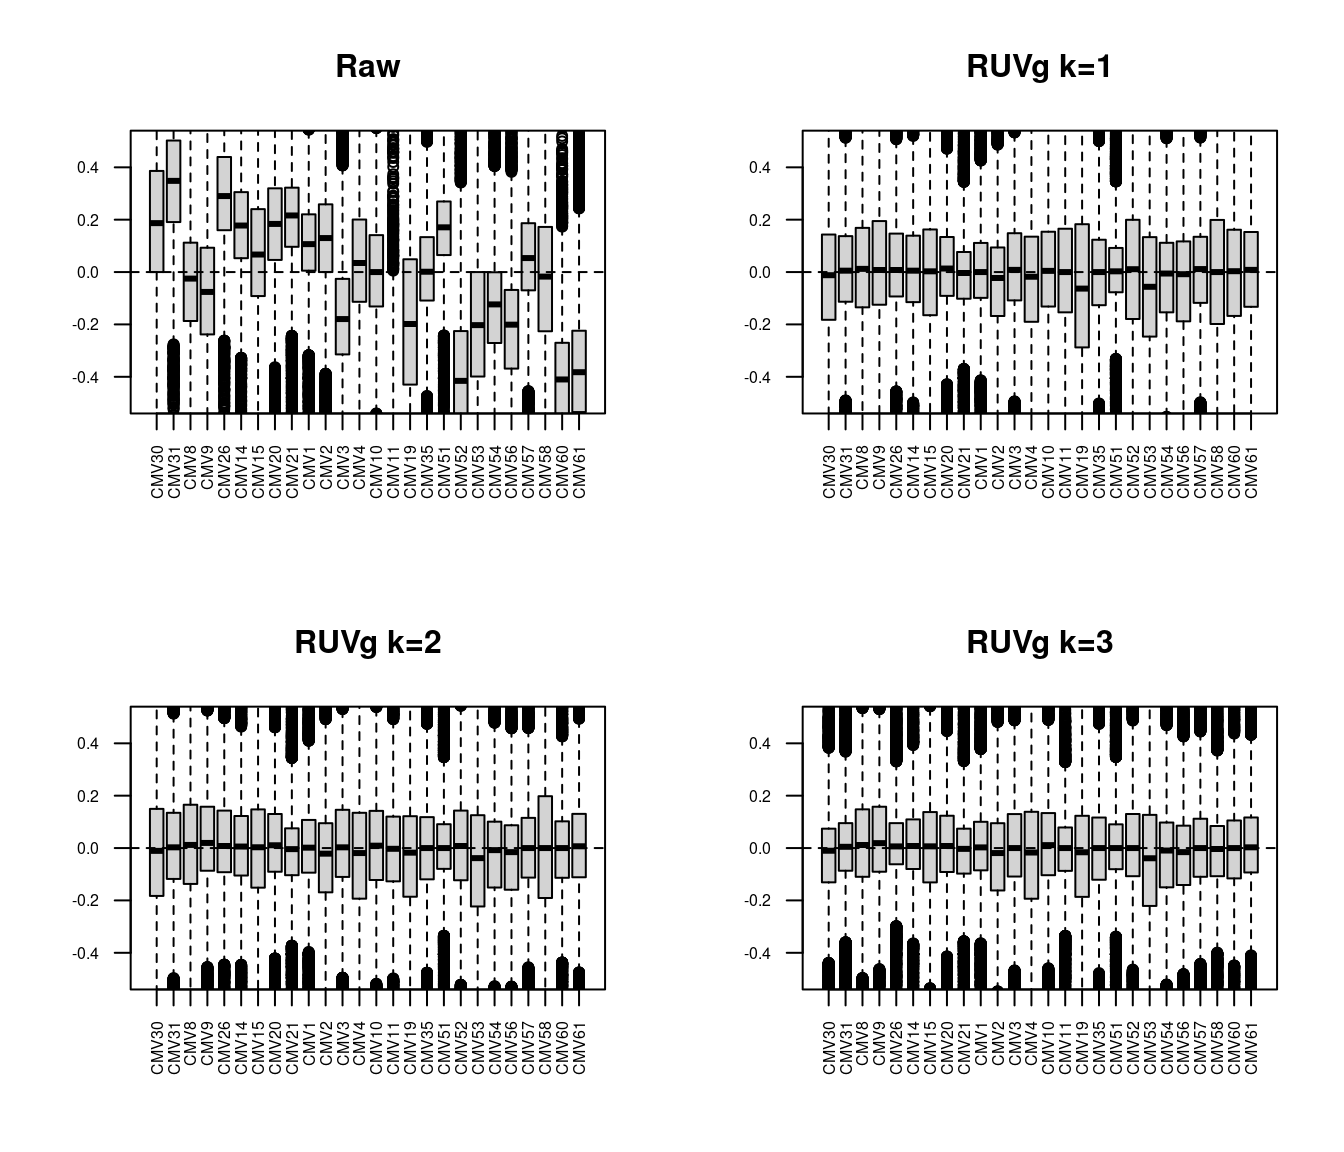 Raw
0.4
0.2
0.0
-0.2
-0.4
CMV30 CMV31 CMV8 CMV9 CMV26 CMV14 CMV15 CMV20 CMV21 CMV1 CMV2 CMV3 CMV4 CMV10 CMV11 CMV19 CMV35 CMV51 CMV52 CMV53 CMV54 CMV56 CMV57 CMV58 CMV60 CMV61
RUVg k=1
0.4
0.2
0.0
-0.2
-0.4
CMV30 CMV31 CMV8 CMV9 CMV26 CMV14 CMV15 CMV20 CMV21 CMV1 CMV2 CMV3 CMV4 CMV10 CMV11 CMV19 CMV35 CMV51 CMV52 CMV53 CMV54 CMV56 CMV57 CMV58 CMV60 CMV61
RUVg k=2
0.4
0.2
0.0
-0.2
-0.4
CMV30 CMV31 CMV8 CMV9 CMV26 CMV14 CMV15 CMV20 CMV21 CMV1 CMV2 CMV3 CMV4 CMV10 CMV11 CMV19 CMV35 CMV51 CMV52 CMV53 CMV54 CMV56 CMV57 CMV58 CMV60 CMV61
RUVg k=3
0.4
0.2
0.0
-0.2
-0.4
CMV30 CMV31 CMV8 CMV9 CMV26 CMV14 CMV15 CMV20 CMV21 CMV1 CMV2 CMV3 CMV4 CMV10 CMV11 CMV19 CMV35 CMV51 CMV52 CMV53 CMV54 CMV56 CMV57 CMV58 CMV60 CMV61